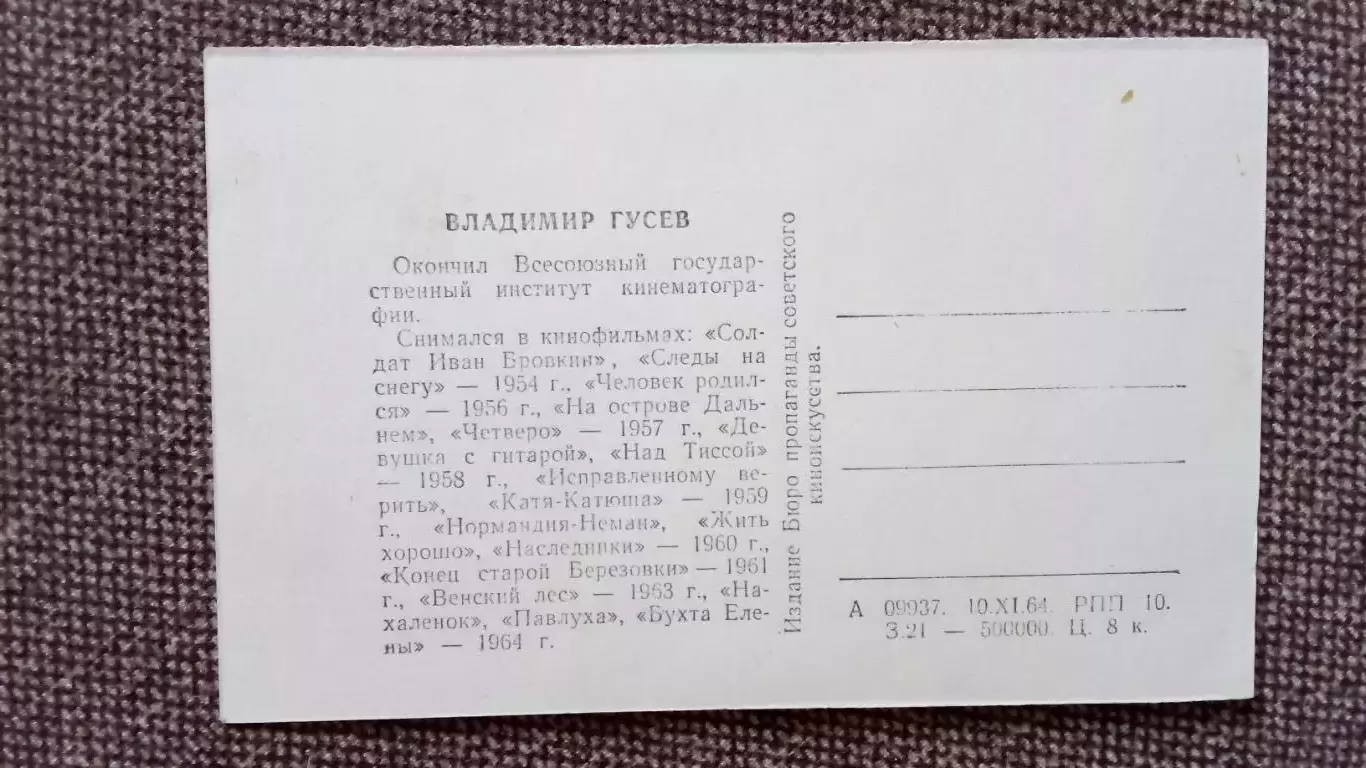 ВЛАДИМИР ГУСЕВ
Окончил Всесоюзный государ-
ственный институт кинематогра-
фии.
Снимался в кинофильмах: «Сол-
дат Иван Бровкин», «Следы на
снегу» — 1954 г., «Человек родил-
ся» — 1956 г., «На острове Даль-
нем», «Четверо» — 1957 г., «Де-
вушка с гитарой», «Над Тиссой»
— 1958 г., «Исправленному ве-
рить», «Катя-Катюша» — 1959
г., «Нормандия-Неман», «Жить
хорошо», «Наследники» — 1960 г.,
«Конец старой Березовки» — 1961
г., «Венский лес» — 1963 г., «На-
халенок», «Павлуха», «Бухта Еле-
ны» — 1964 г.
Издание Бюро пропаганды советского
киноискусства.
А 09937. 10.XI.64. РПП 10.
З.21 — 500000. Ц. 8 к.